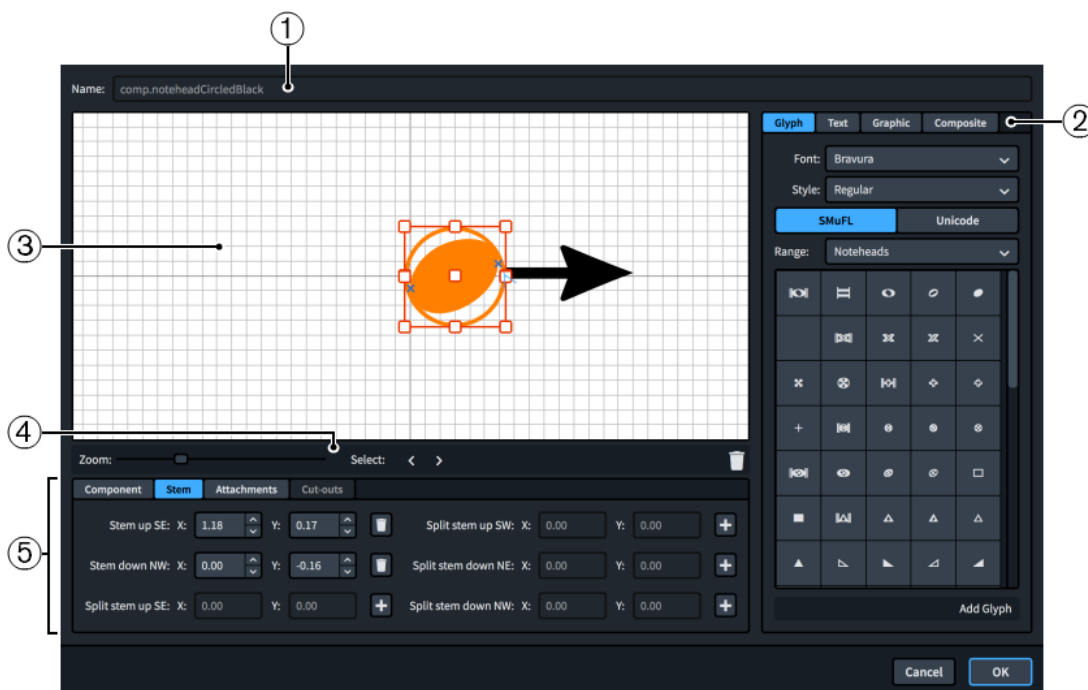 1
Name: comp.noteheadCircledBlack
Glyph Text Graphic Composite
2
Font: Bravura
Style: Regular
SMuFL Unicode
3
Range: Noteheads
4
Zoom: Select: < >
Component Stem Attachments Cut-outs
5
Stem up SE: X: 1.18 Y: 0.17 Split stem up SW: X: 0.00 Y: 0.00 +
Stem down NW: X: 0.00 Y: -0.16 Split stem down NE: X: 0.00 Y: 0.00 +
Split stem up SE: X: 0.00 Y: 0.00 + Split stem down NW: X: 0.00 Y: 0.00 +
Add Glyph
Cancel OK